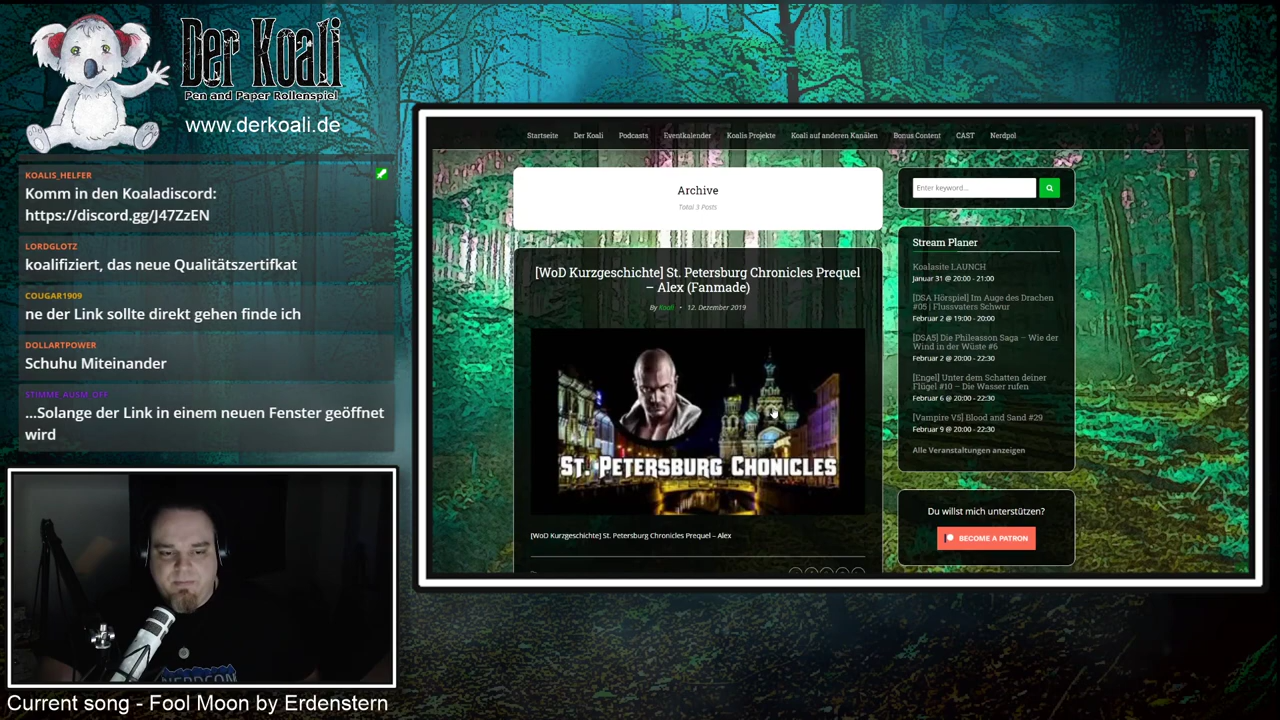 Der Koali
Pen and Paper Rollenspiel
www.derkoali.de
KOALIS_HELFER
Komm in den Koaladiscord:
https://discord.gg/J47ZzEN
LORDGLOTZ
koalifiziert, das neue Qualitätszertifkat
COUGAR1909
ne der Link sollte direkt gehen finde ich
DOLLARTPOWER
Schuhu Miteinander
STIMME_AUSM_OFF
...Solange der Link in einem neuen Fenster geöffnet
wird
Current song - Fool Moon by Erdenstern
Startseite Der Koali Podcasts Eventkalender Koalis Projekte Koali auf anderen Kanälen Bonus Content CAST Nerdpol
Archive
Total 3 Posts
[WoD Kurzgeschichte] St. Petersburg Chronicles Prequel
– Alex (Fanmade)
By Koali • 12. Dezember 2019
St. Petersburg Chonicles
[WoD Kurzgeschichte] St. Petersburg Chronicles Prequel – Alex
Enter keyword...
Stream Planer
Koalasite LAUNCH
Januar 31 @ 20:00 - 21:00
[DSA Hörspiel] Im Auge des Drachen
#05 | Flussvaters Schwur
Februar 2 @ 19:00 - 20:00
[DSA5] Die Phileasson Saga – Wie der
Wind in der Wüste #6
Februar 2 @ 20:00 - 22:30
[Engel] Unter dem Schatten deiner
Flügel #10 – Die Wasser rufen
Februar 6 @ 20:00 - 22:30
[Vampire V5] Blood and Sand #29
Februar 9 @ 20:00 - 22:30
Alle Veranstaltungen anzeigen
Du willst mich unterstützen?
BECOME A PATRON